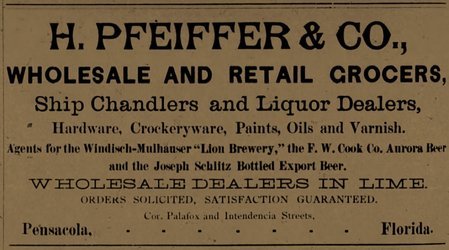 H. PFEIFFER & CO.,
WHOLESALE AND RETAIL GROCERS,
Ship Chandlers and Liquor Dealers,
Hardware, Crockeryware, Paints, Oils and Varnish.
Agents for the Windisch-Mulhauser "Lion Brewery," the F. W. Cook Co. Aurora Beer
and the Joseph Schlitz Bottled Export Beer.
WHOLESALE DEALERS IN LIME.
ORDERS SOLICITED, SATISFACTION GUARANTEED.
Cor. Palafox and Intendencia Streets,
Pensacola, - - - - - - Florida.